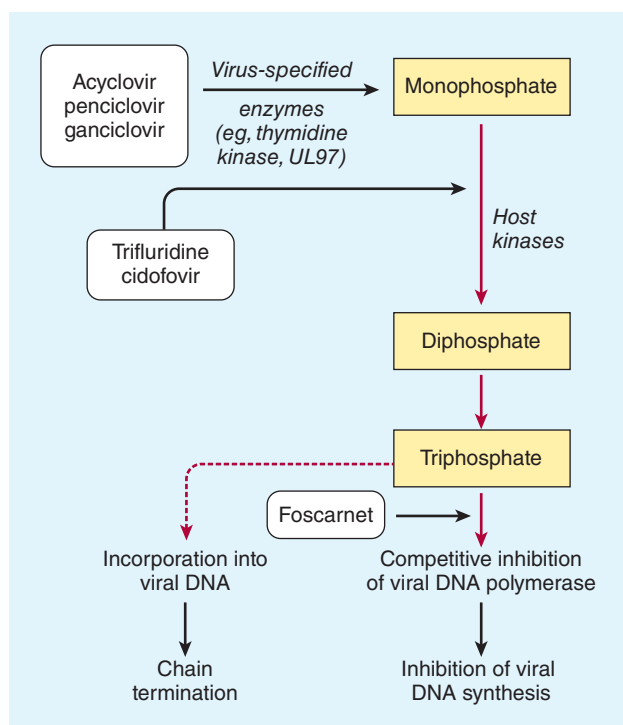 Acyclovir
penciclovir
ganciclovir
Virus-specified
enzymes
(eg, thymidine
kinase, UL97)
Monophosphate
Host
kinases
Trifluridine
cidofovir
Diphosphate
Triphosphate
Foscarnet
Incorporation into
viral DNA
Competitive inhibition
of viral DNA polymerase
Chain
termination
Inhibition of viral
DNA synthesis